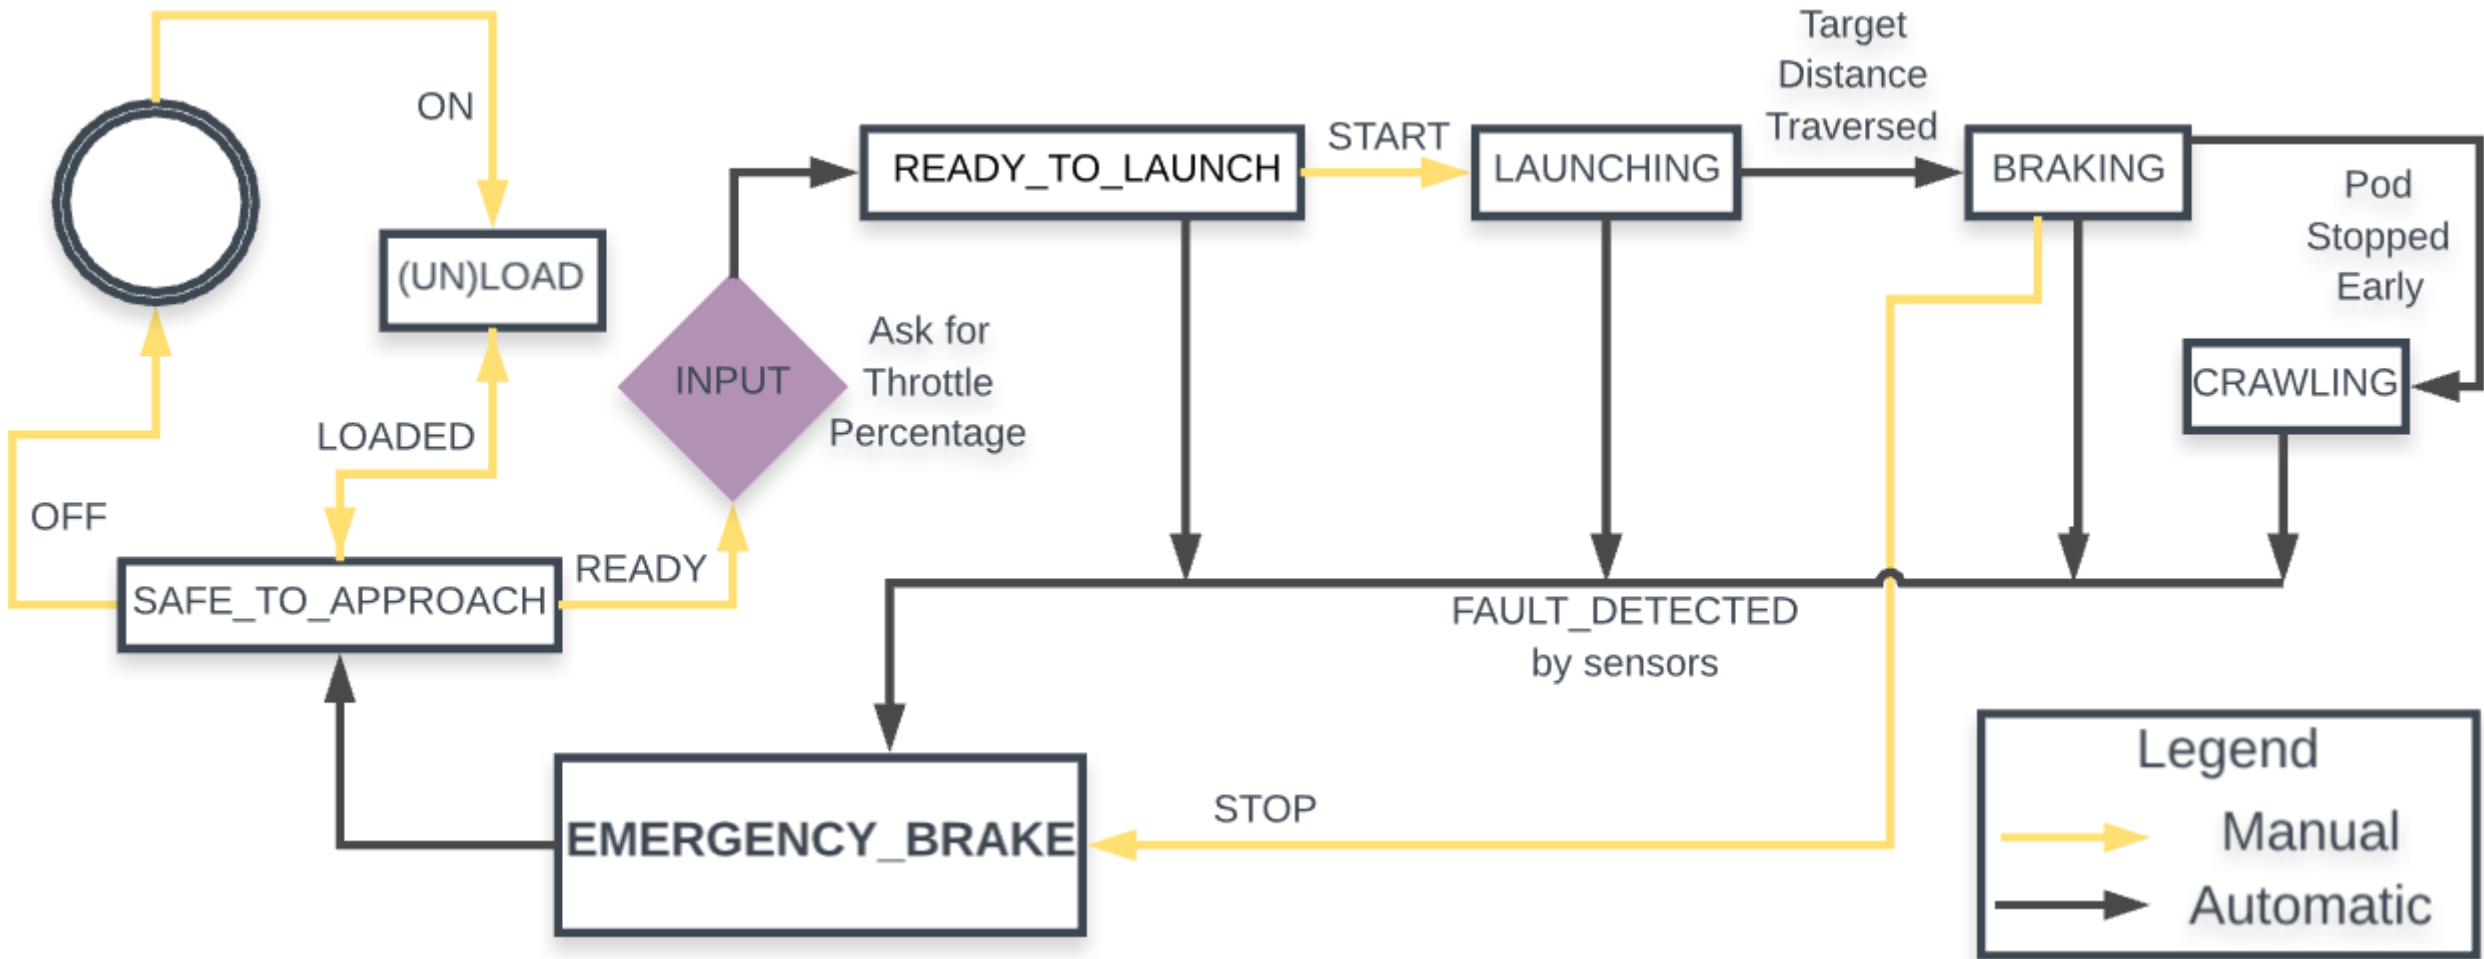 ON
(UN)LOAD
LOADED
OFF
SAFE_TO_APPROACH
READY
INPUT
Ask for
Throttle
Percentage
READY_TO_LAUNCH
START
LAUNCHING
Target
Distance
Traversed
BRAKING
Pod
Stopped
Early
CRAWLING
FAULT_DETECTED
by sensors
EMERGENCY_BRAKE
STOP
Legend
Manual
Automatic